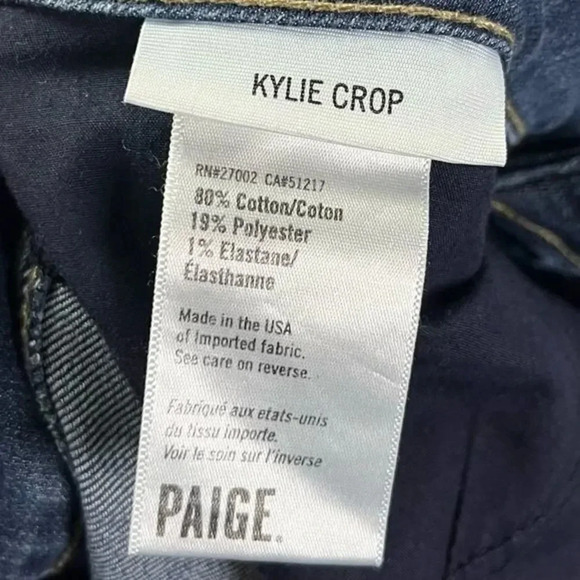 KYLIE CROP
RN#27002 CA#51217
80% Cotton/Coton
19% Polyester
1% Elastane/
Élasthanne
Made in the USA
of imported fabric.
See care on reverse.
Fabriqué aux etats-unis
du tissu importe.
Voir le soin sur l'inverse
PAIGE.